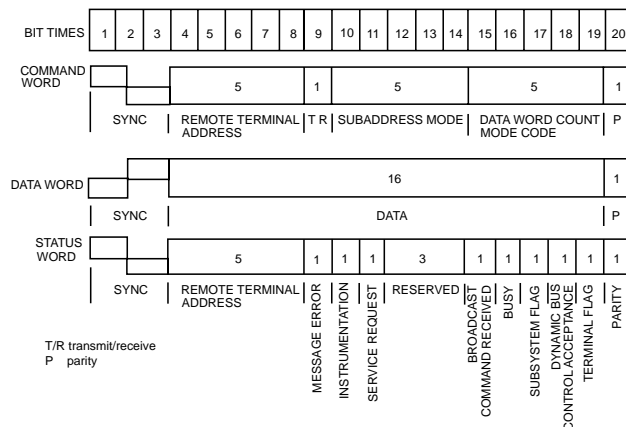 BIT TIMES 1 2 3 4 5 6 7 8 9 10 11 12 13 14 15 16 17 18 19 20
COMMAND
WORD
5 1 5 5 1
SYNC REMOTE TERMINAL
ADDRESS
T R SUBADDRESS MODE DATA WORD COUNT
MODE CODE
P
DATA WORD
16 1
SYNC DATA P
STATUS
WORD
5 1 1 1 3 1 1 1 1 1 1
SYNC REMOTE TERMINAL
ADDRESS
MESSAGE ERROR
INSTRUMENTATION
SERVICE REQUEST
RESERVED
BROADCAST
COMMAND RECEIVED
BUSY
SUBSYSTEM FLAG
DYNAMIC BUS
CONTROL ACCEPTANCE
TERMINAL FLAG
PARITY
T/R transmit/receive
P parity